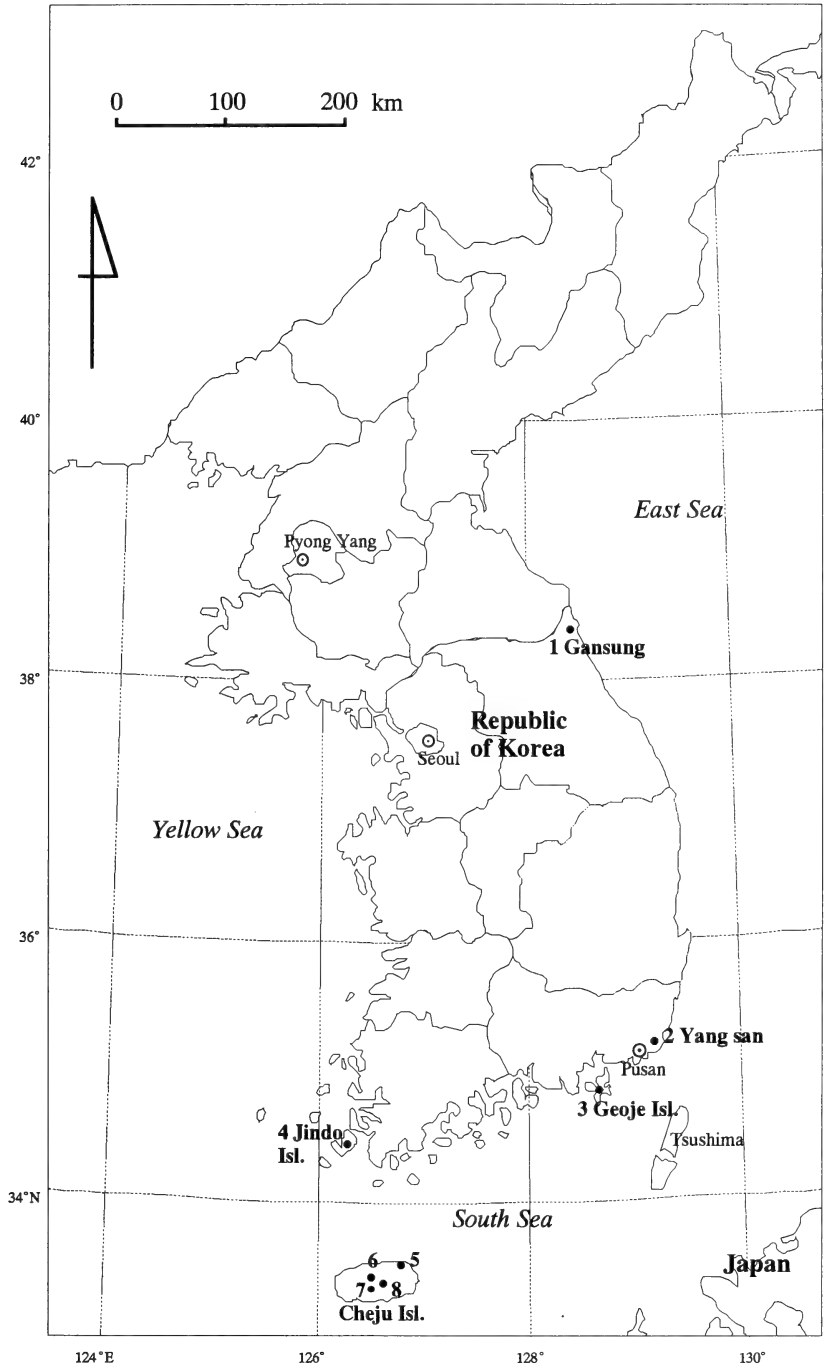 0 100 200 km
42°
40°
East Sea
Pyong Yang
1 Gansung
38°
Republic
of Korea
Seoul
Yellow Sea
36°
2 Yang san
Pusan
3 Geoje Isl.
4 Jindo
Isl.
Tsushima
34°N
South Sea
6 5
7 8
Japan
Cheju Isl.
124°E 126 128 130°